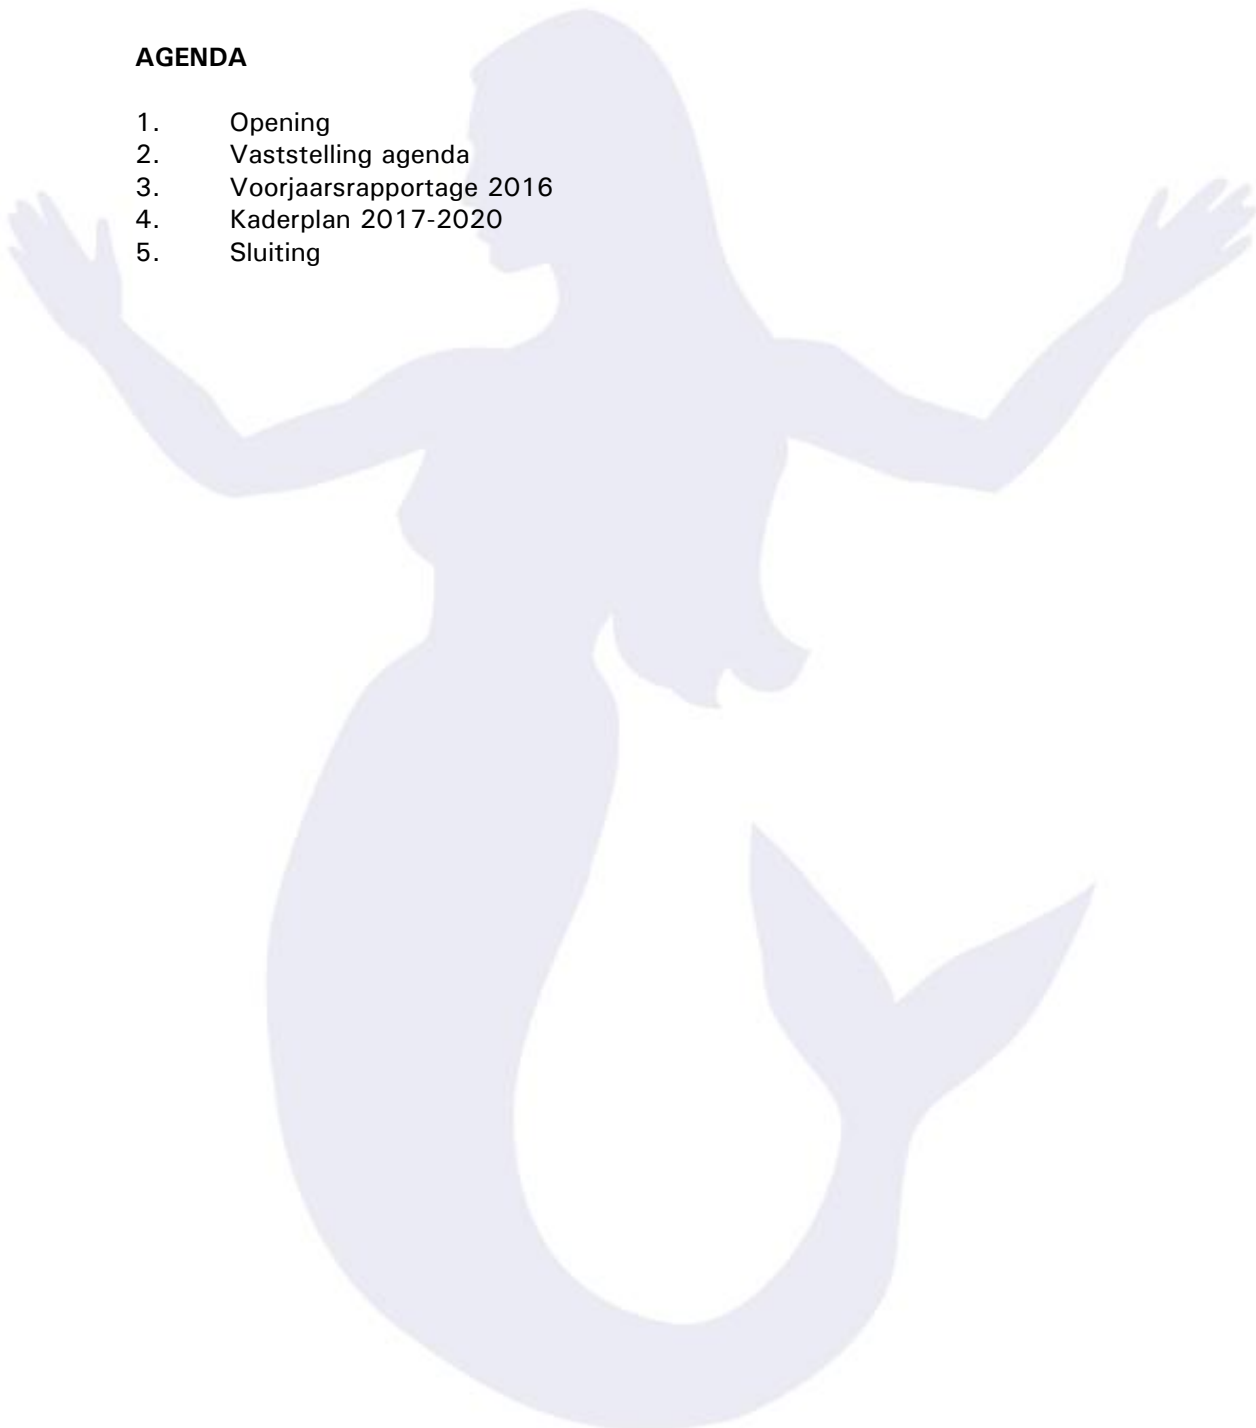 AGENDA
1. Opening
2. Vaststelling agenda
3. Voorjaarsrapportage 2016
4. Kaderplan 2017-2020
5. Sluiting